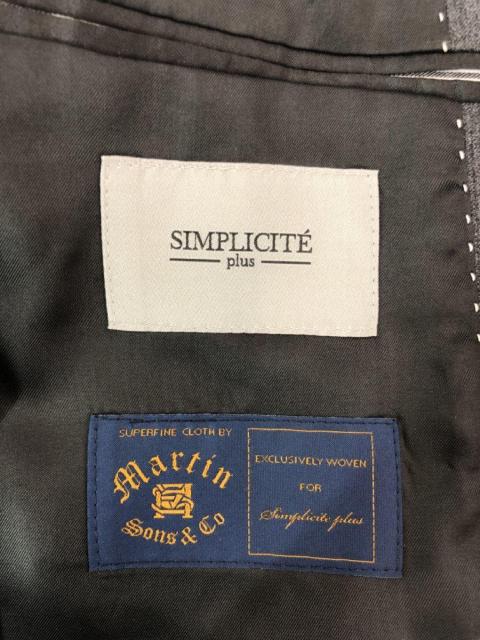 SIMPLICITÉ
plus
SUPERFINE CLOTH BY
Martin
Sons & Co
EXCLUSIVELY WOVEN
FOR
Simplicité plus